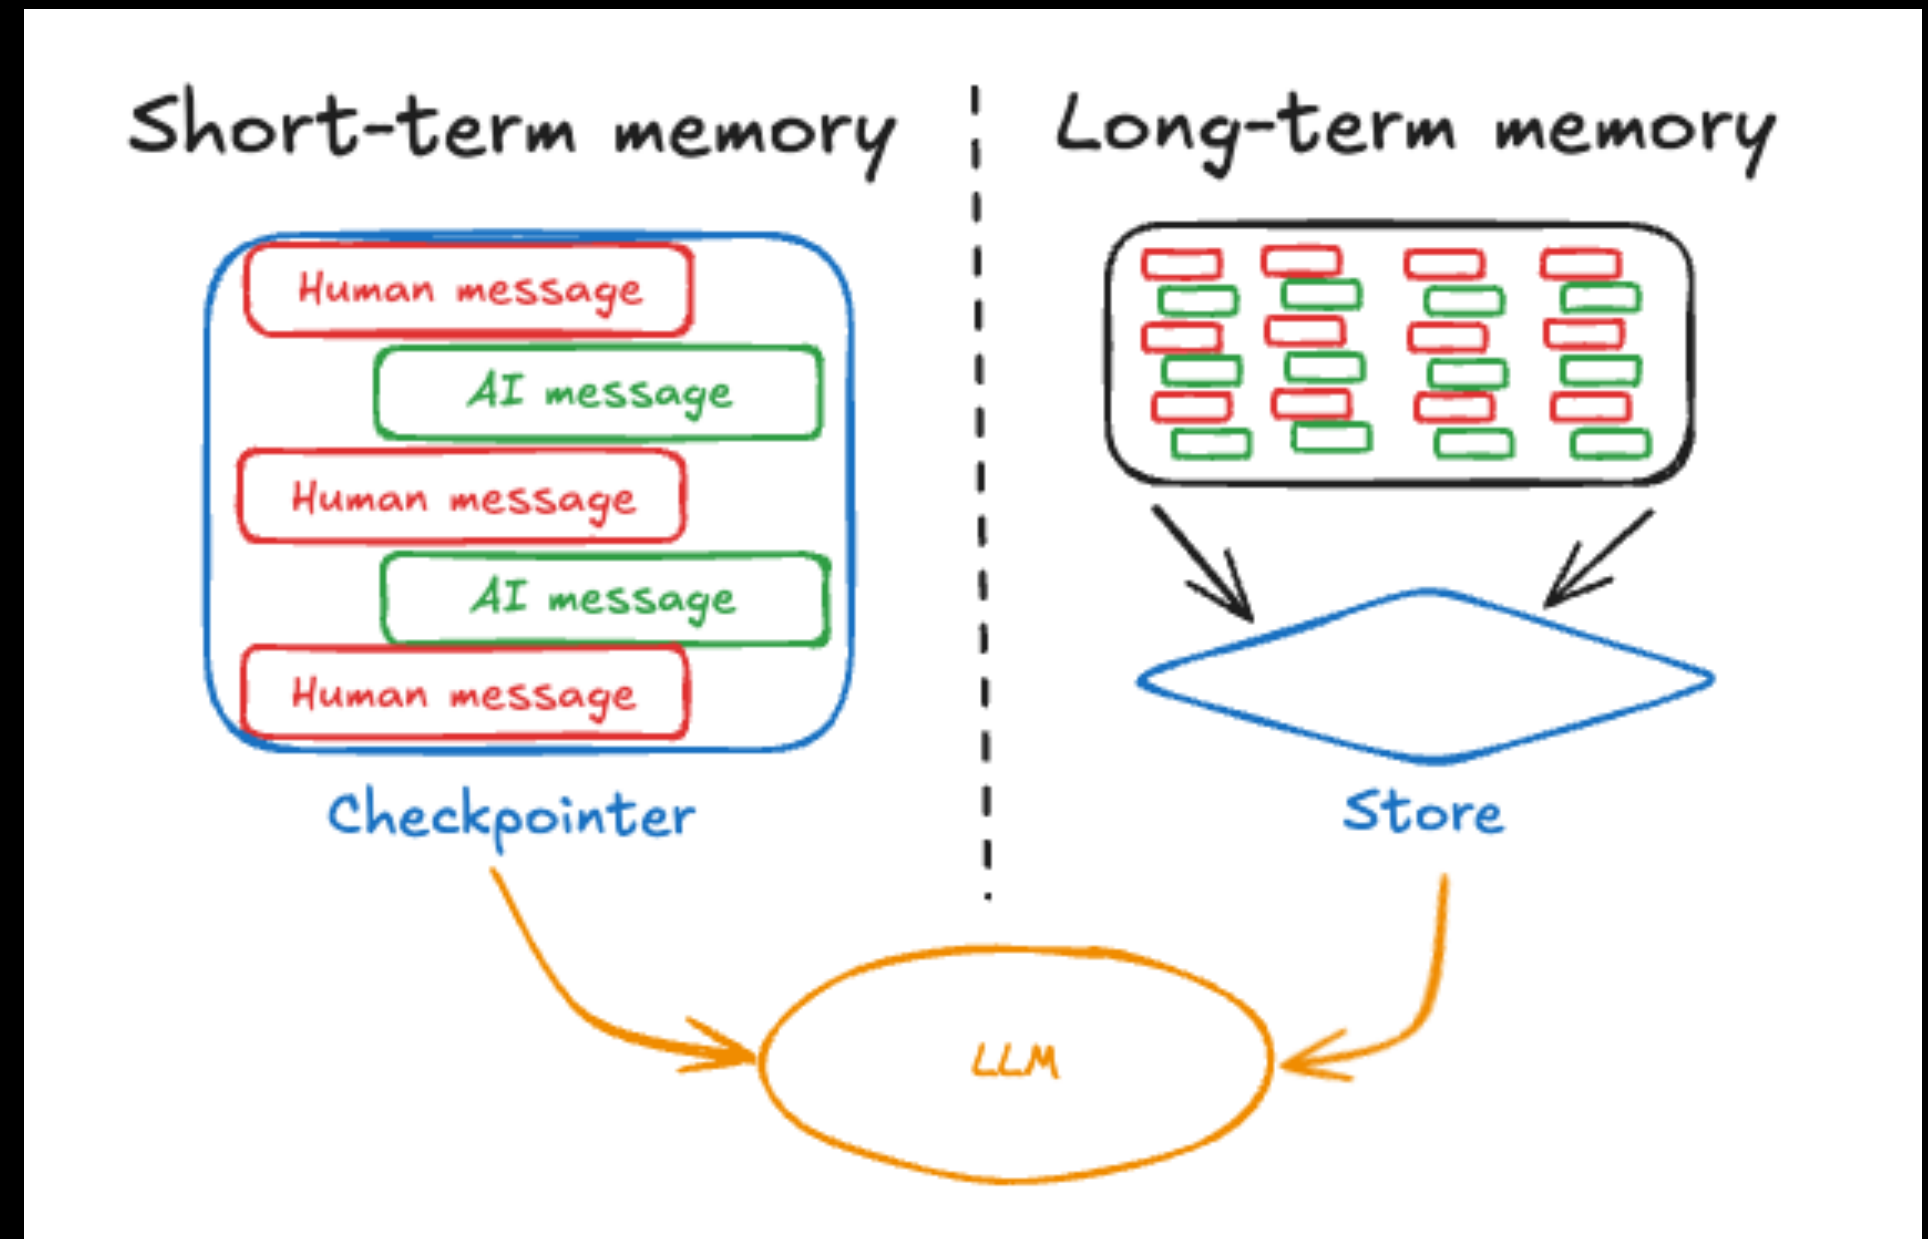 Short-term memory
Human message
AI message
Human message
AI message
Human message
Checkpointer
Long-term memory
Store
LLM